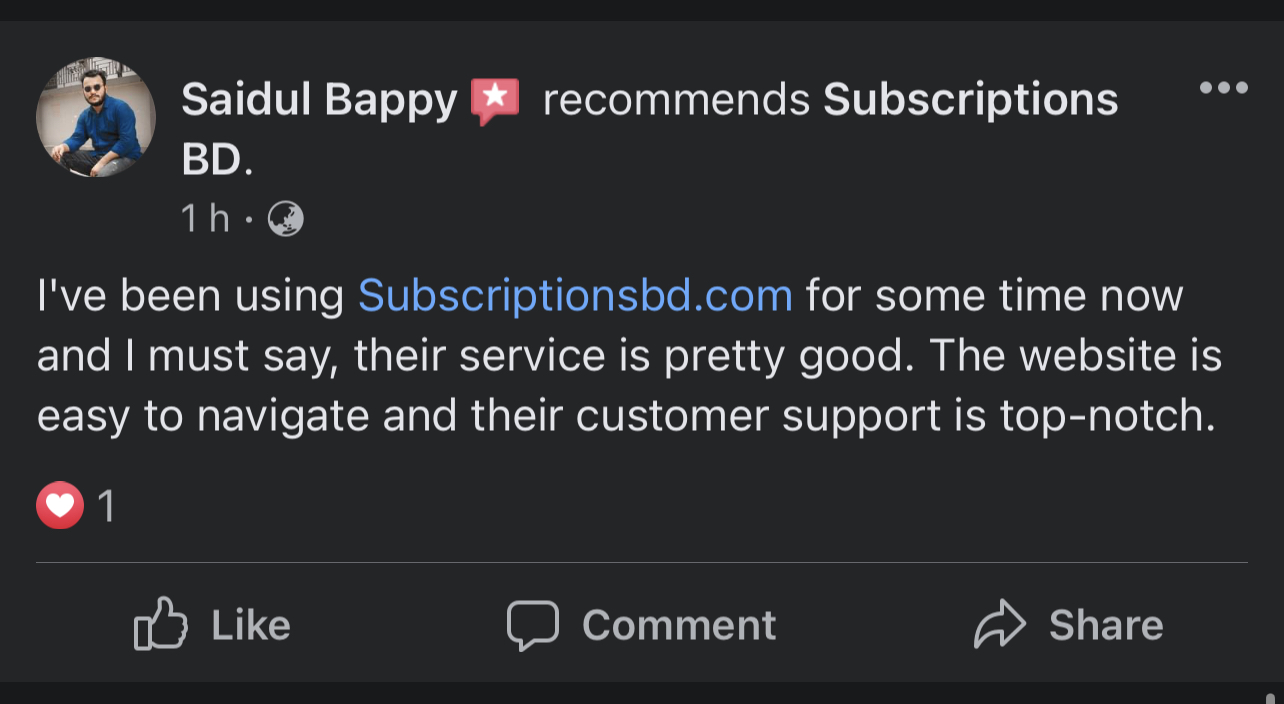 Saidul Bappy recommends Subscriptions
BD.
1 h ·
I've been using Subscriptionsbd.com for some time now
and I must say, their service is pretty good. The website is
easy to navigate and their customer support is top-notch.
1
Like Comment Share